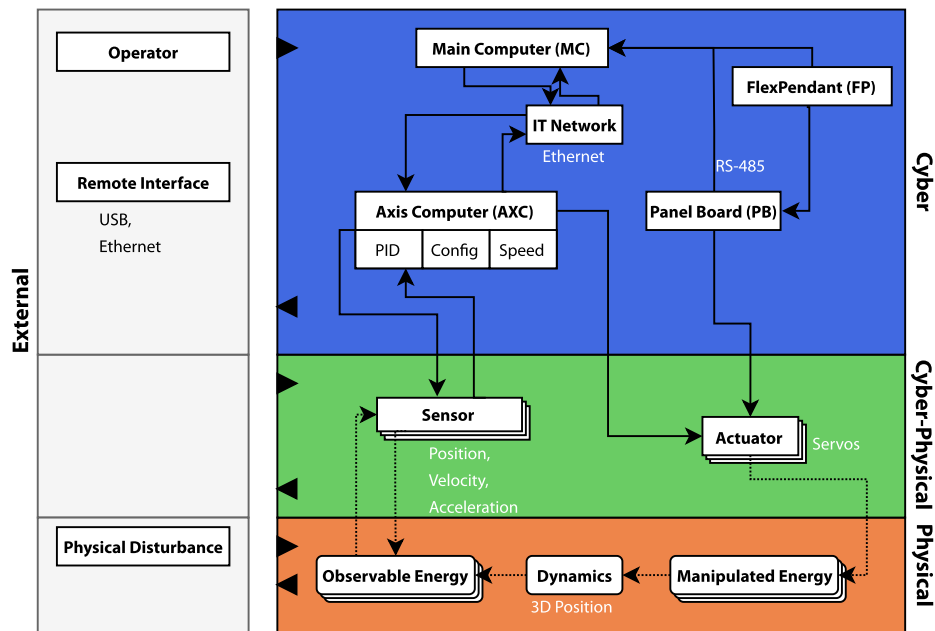 External
Operator
Remote Interface
USB,
Ethernet
Physical Disturbance
Main Computer (MC)
FlexPendant (FP)
IT Network
Ethernet
RS-485
Axis Computer (AXC)
PID
Config
Speed
Panel Board (PB)
Cyber
Sensor
Position,
Velocity,
Acceleration
Actuator
Servos
Cyber-Physical
Observable Energy
Dynamics
3D Position
Manipulated Energy
Physical